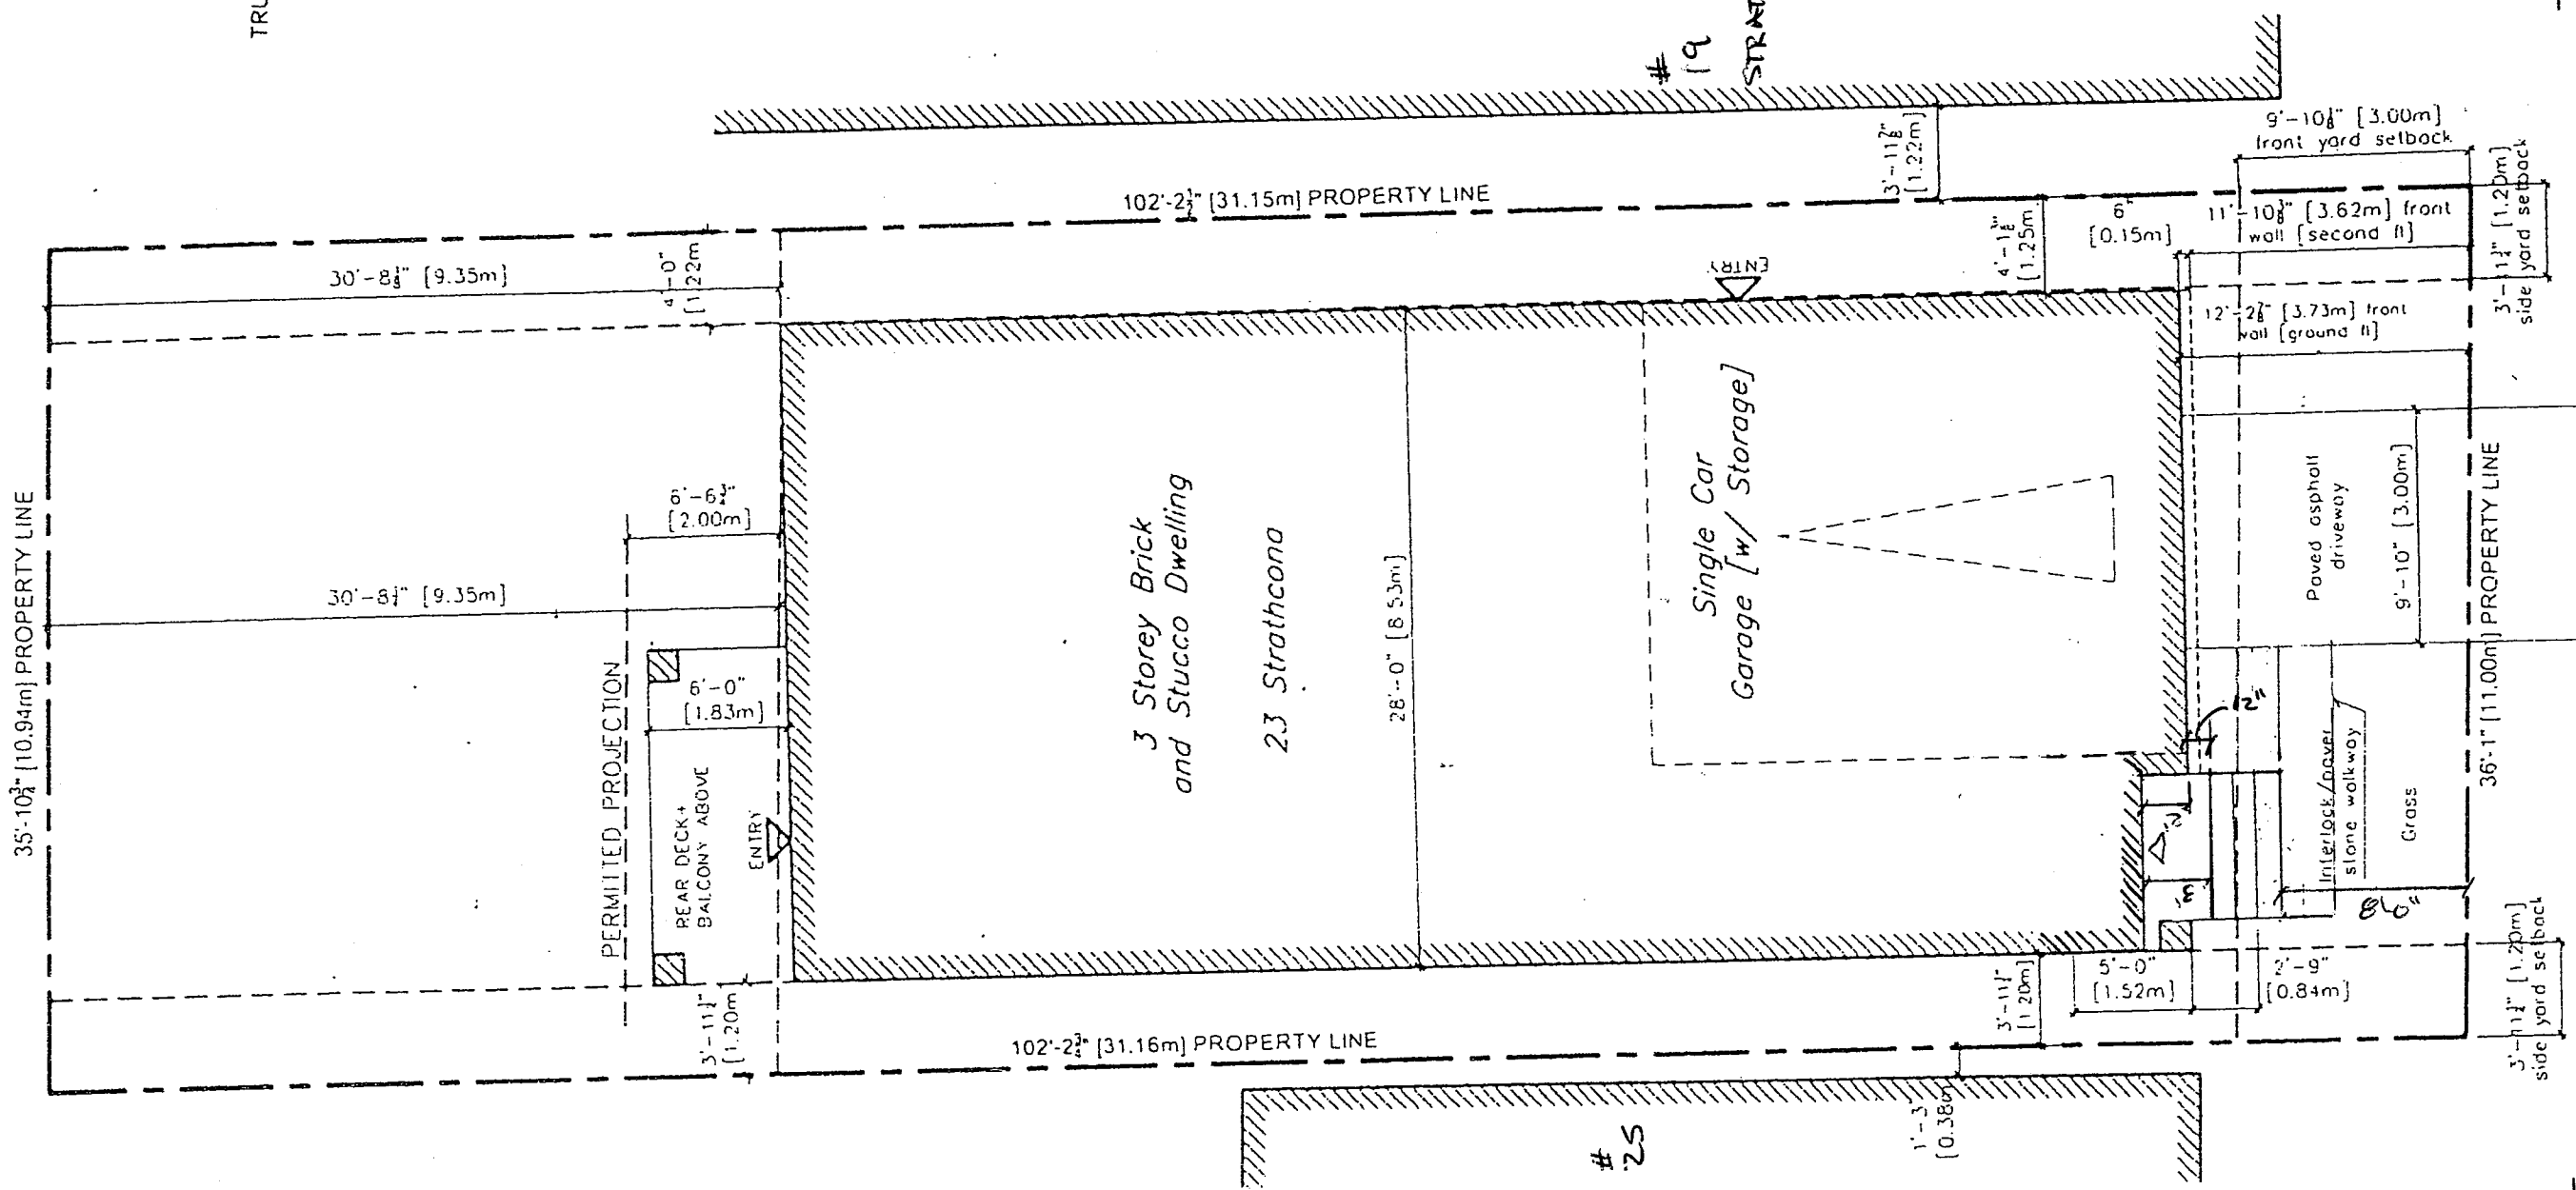 TRU
#
19
STRAT
9'-10⅛" [3.00m]
front yard setback
3'-11⅞"
[1.22m]
102'-2½" [31.15m] PROPERTY LINE
30'-8⅛" [9.35m]
4'-0"
[1.22m
ENTRY
4'-1⅜"
[1.25m
6"
[0.15m]
11'-10⅜" [3.62m] front
wall [second fl]
3'-11¼" [1.20m]
side yard setback
12'-2⅞" [3.73m] front
wall [ground fl]
35'-10¾" [10.94m] PROPERTY LINE
6'-6¾"
[2.00m]
30'-8⅛" [9.35m]
PERMITTED PROJECTION
6'-0"
[1.83m]
REAR DECK+
BALCONY ABOVE
ENTRY
3 Storey Brick
and Stucco Dwelling
23 Strathcona
28'-0" [8 53m]
Single Car
Garage [w/ Storage]
Paved asphalt
driveway
9'-10" [3.00m]
36'-1" [11.00m] PROPERTY LINE
12"
2'
3'
Interlock/paver
stone walkway
Grass
8'-0"
3'-11¼"
[1.20m
102'-2¾" [31.16m] PROPERTY LINE
3'-11¼"
[1 20m]
5'-0"
[1.52m]
2'-9"
[0.84m]
3'-11¼" [1.20m]
side yard setback
1'-3
[0.38m
#
25